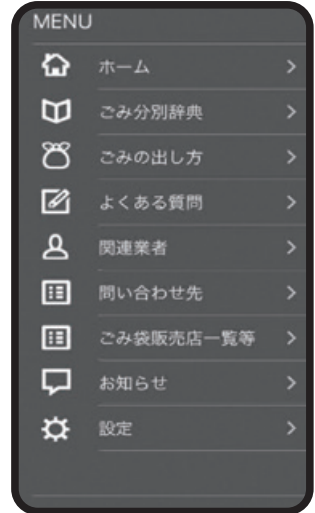 MENU
ホーム
ごみ分別辞典
ごみの出し方
よくある質問
関連業者
問い合わせ先
ごみ袋販売店一覧等
お知らせ
設定